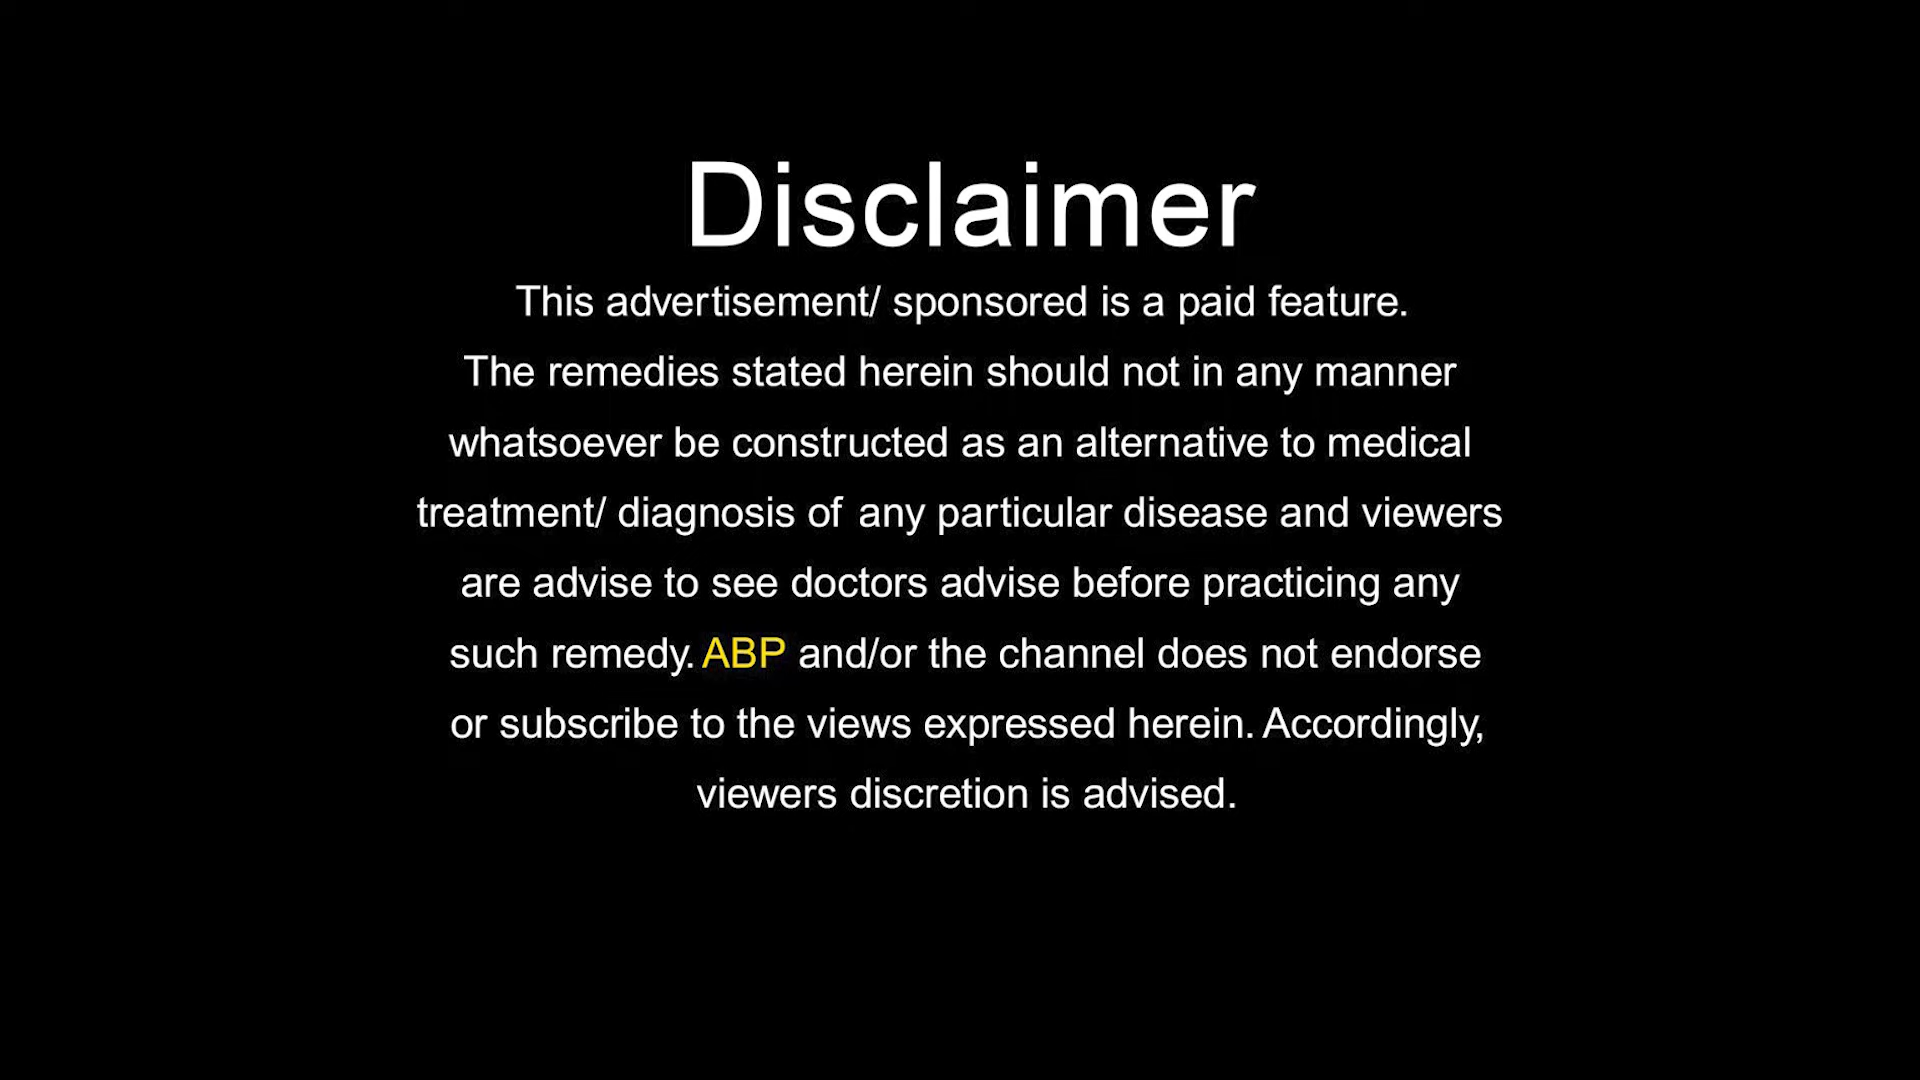 Disclaimer
This advertisement/ sponsored is a paid feature.
The remedies stated herein should not in any manner
whatsoever be constructed as an alternative to medical
treatment/ diagnosis of any particular disease and viewers
are advise to see doctors advise before practicing any
such remedy. ABP and/or the channel does not endorse
or subscribe to the views expressed herein. Accordingly,
viewers discretion is advised.